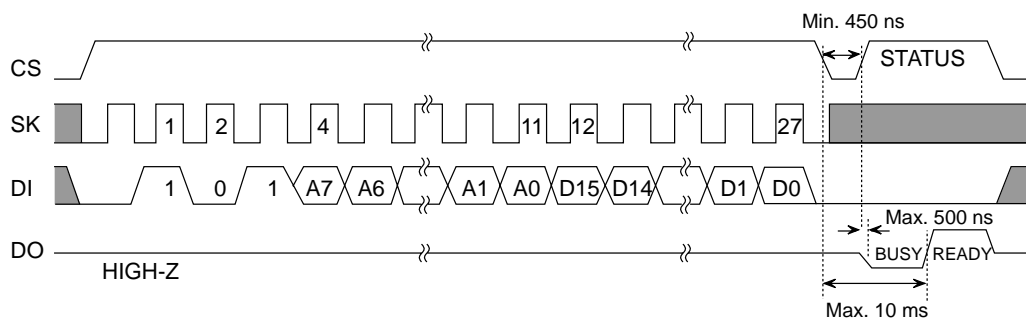 Min. 450 ns
CS STATUS
SK 1 2 4 11 12 27
DI 1 0 1 A7 A6 A1 A0 D15 D14 D1 D0
Max. 500 ns
DO BUSY READY
HIGH-Z
Max. 10 ms